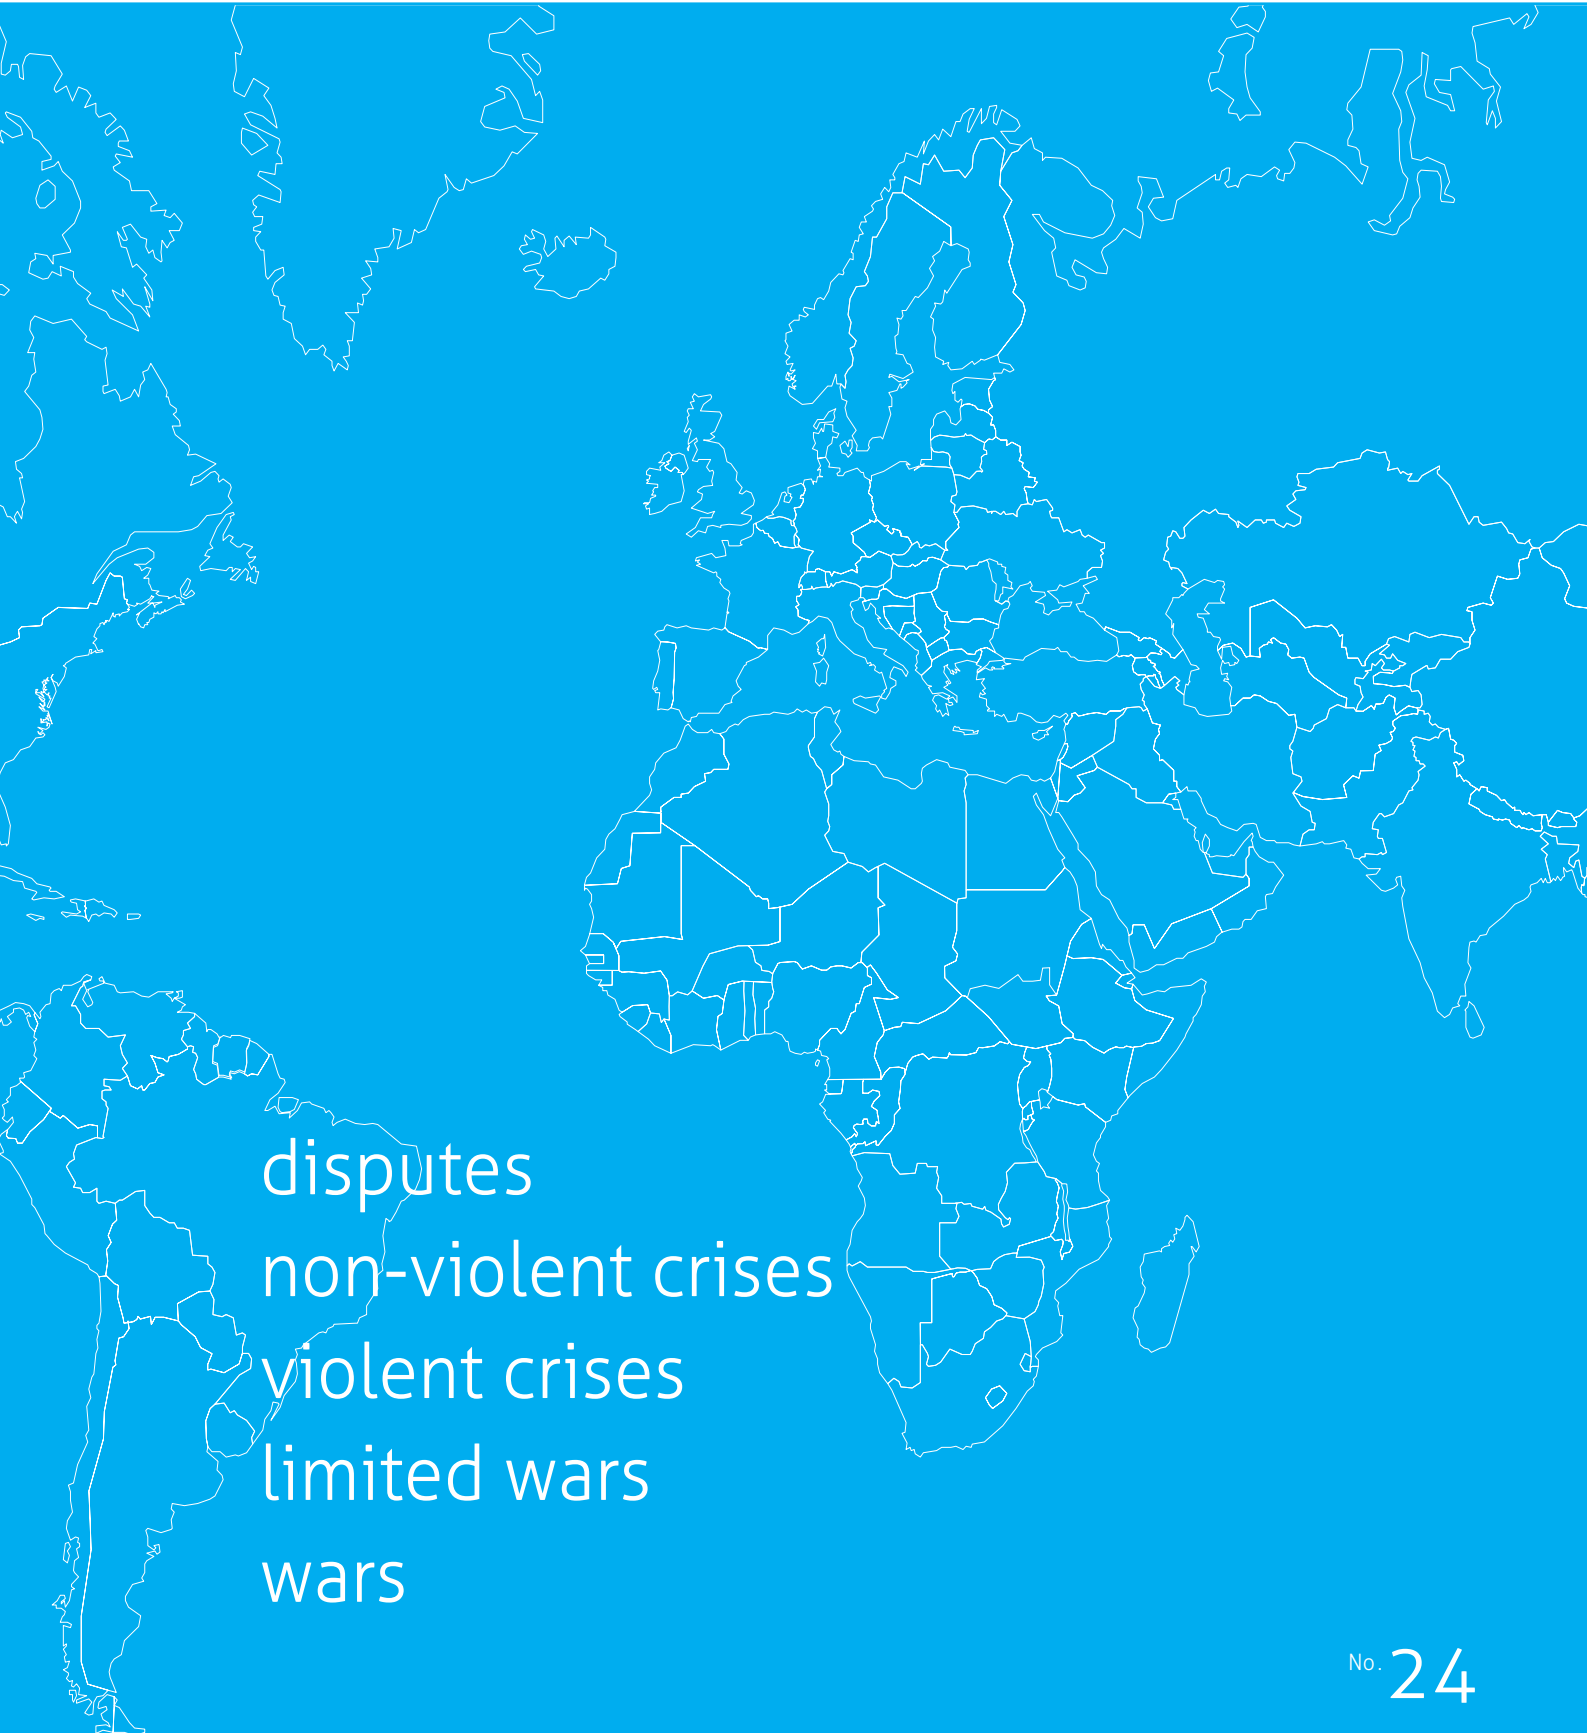 disputes
non-violent crises
violent crises
limited wars
wars
No. 24